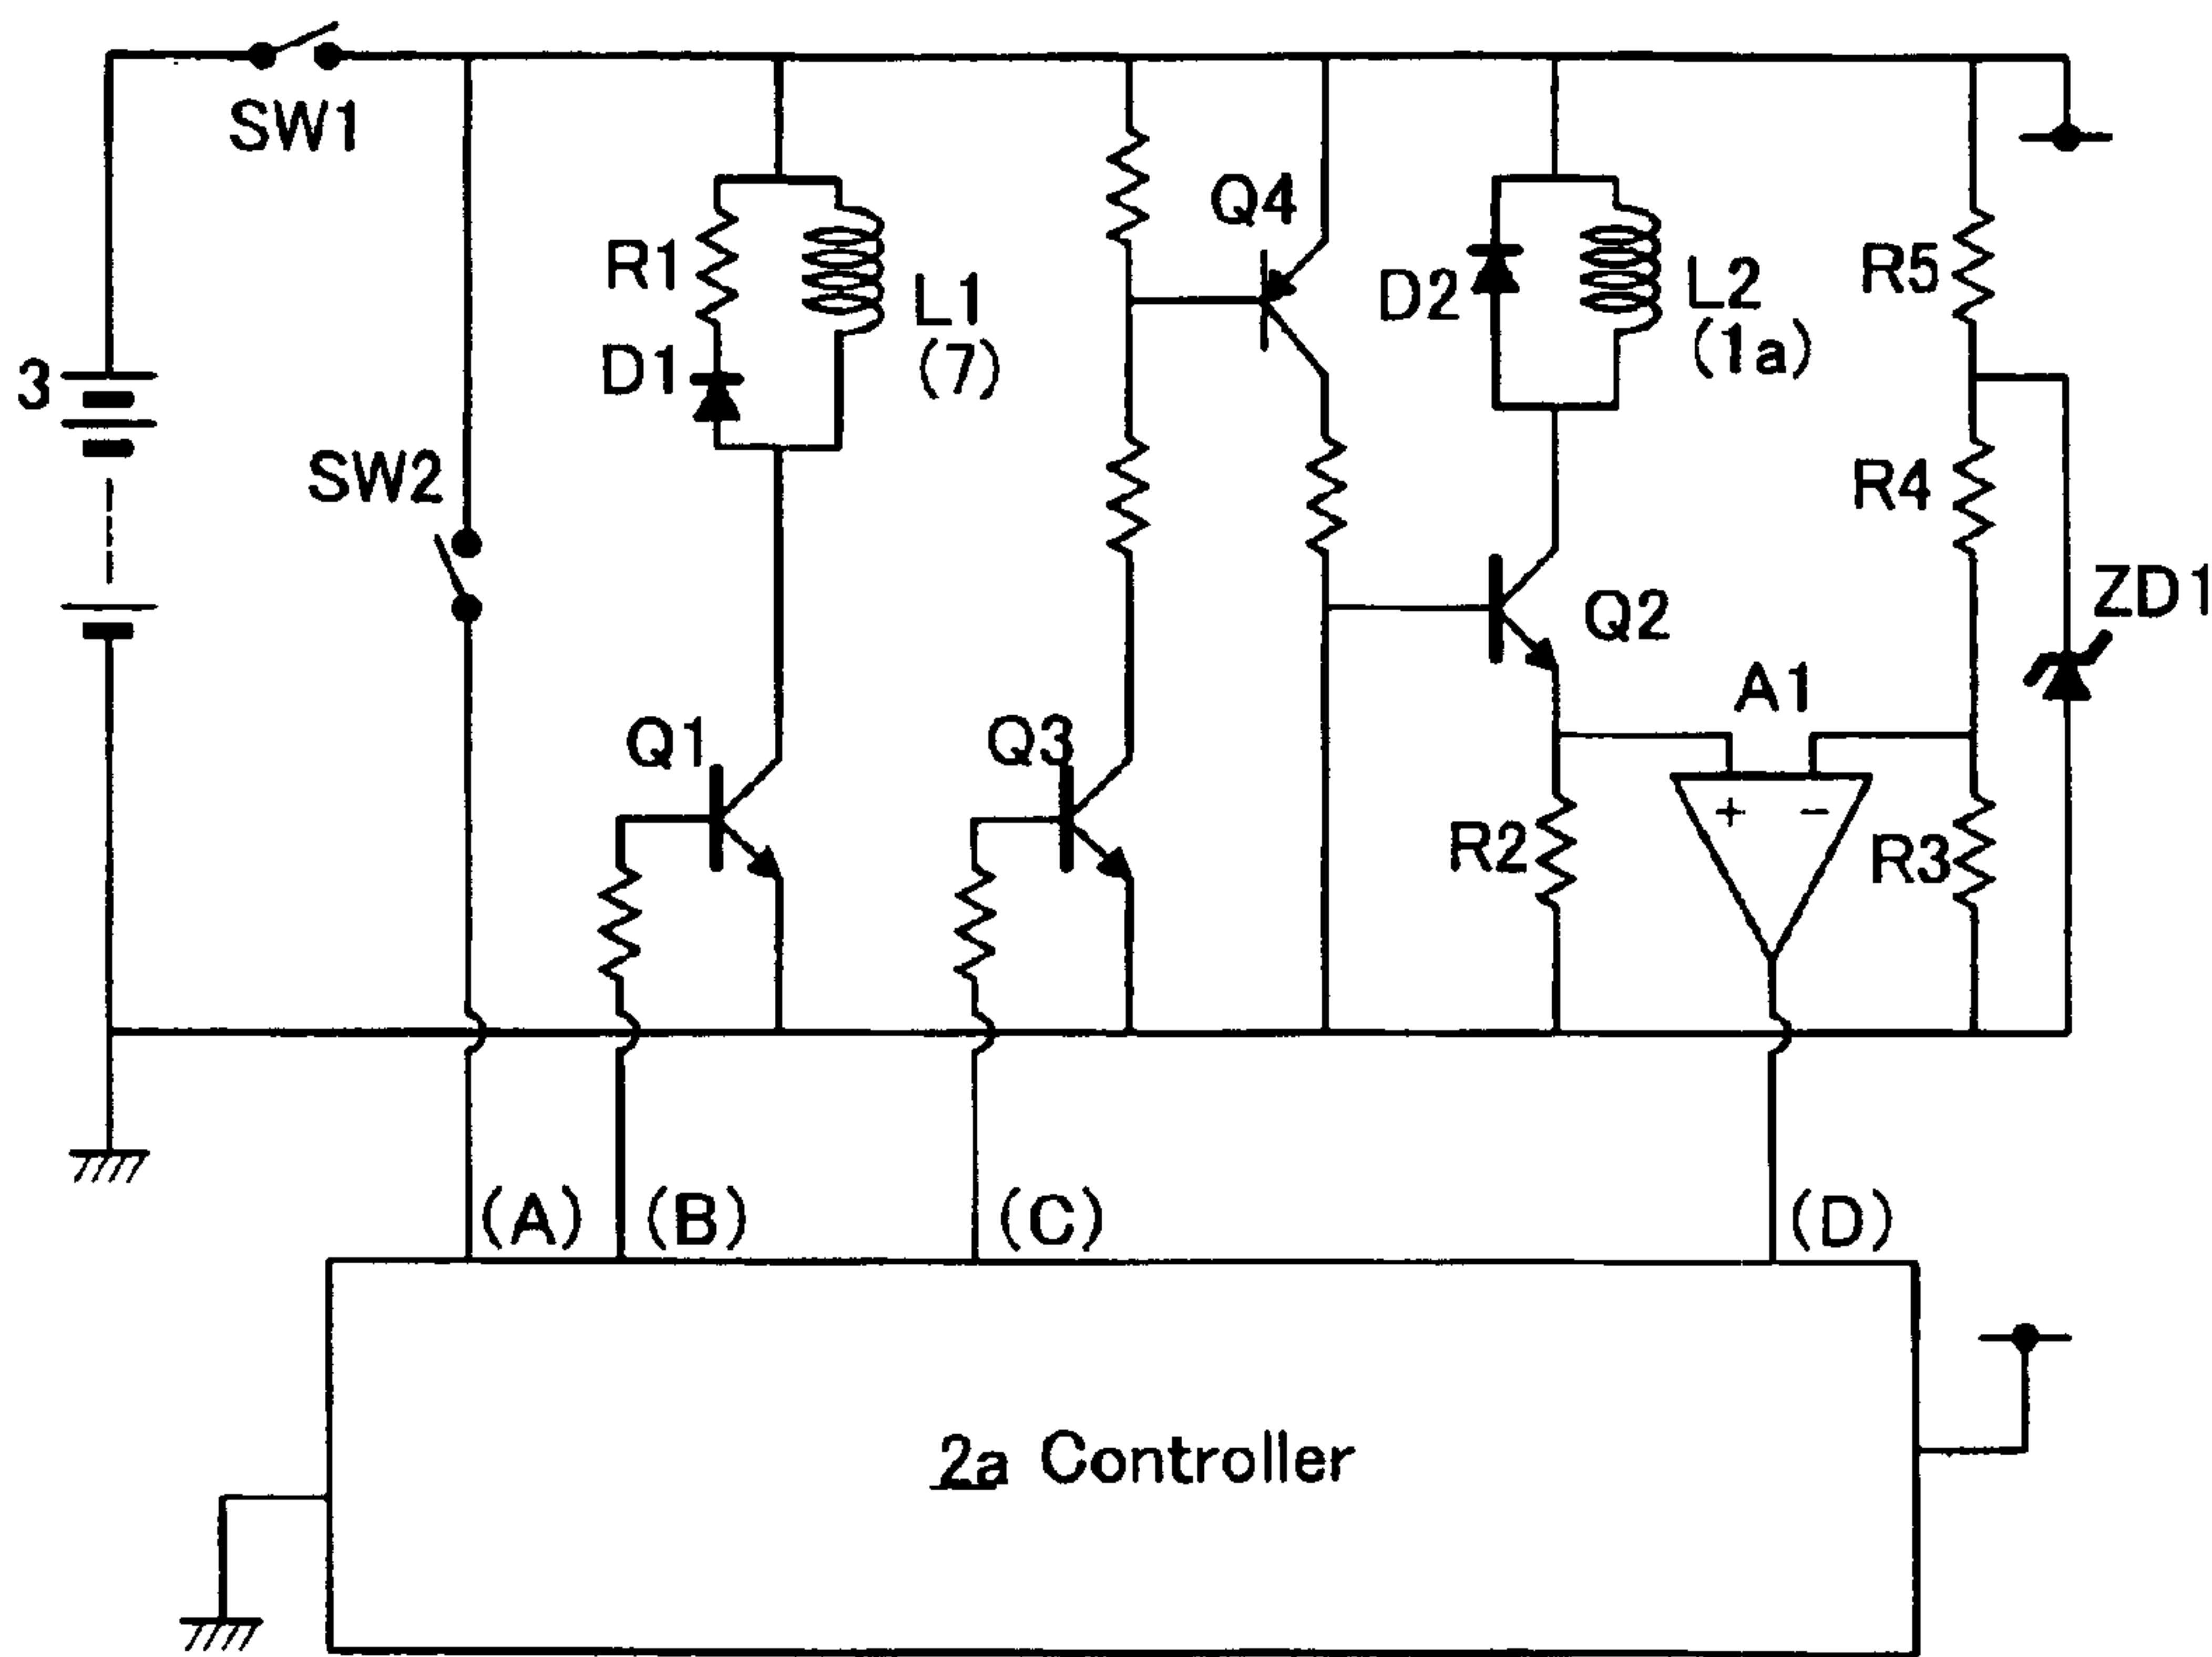 SW1
Q4
R1
L1
(7)
D2
L2
(1a)
R5
D1
3
SW2
R4
ZD1
Q2
A1
Q1
Q3
+ −
R2
R3
(A) (B) (C) (D)
2a Controller